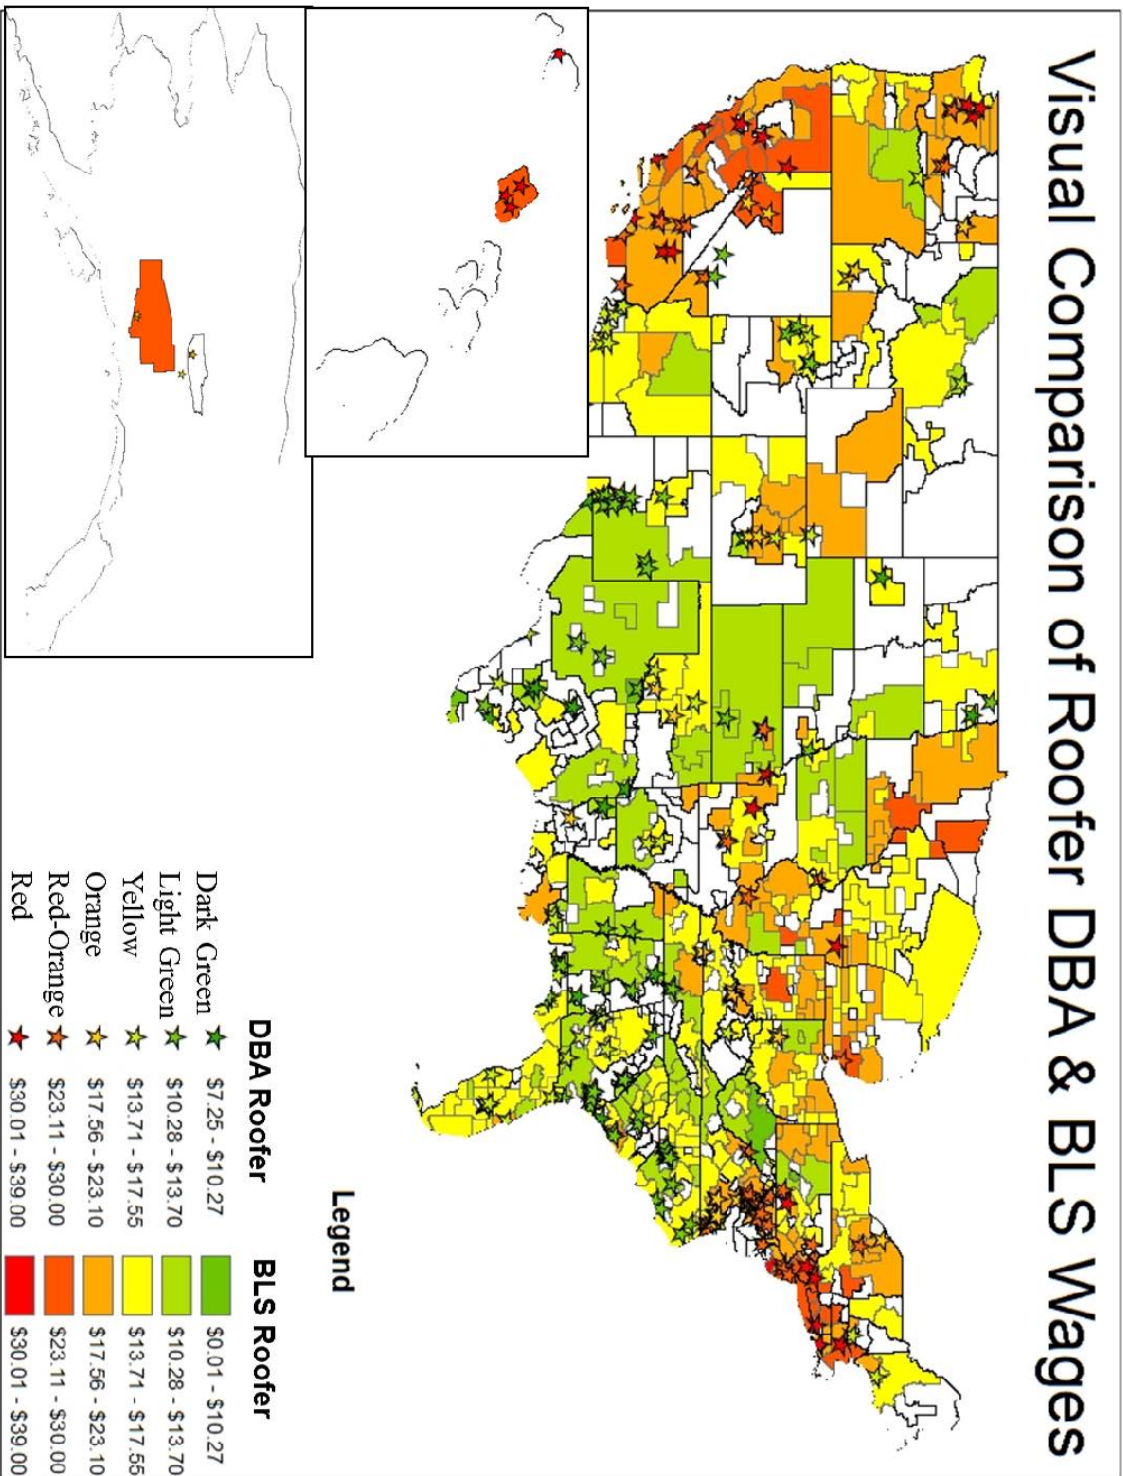 Visual Comparison of Roofer DBA & BLS Wages
Legend
DBA Roofer
BLS Roofer
Dark Green $7.25 - $10.27 $0.01 - $10.27
Light Green $10.28 - $13.70 $10.28 - $13.70
Yellow $13.71 - $17.55 $13.71 - $17.55
Orange $17.56 - $23.10 $17.56 - $23.10
Red-Orange $23.11 - $30.00 $23.11 - $30.00
Red $30.01 - $39.00 $30.01 - $39.00